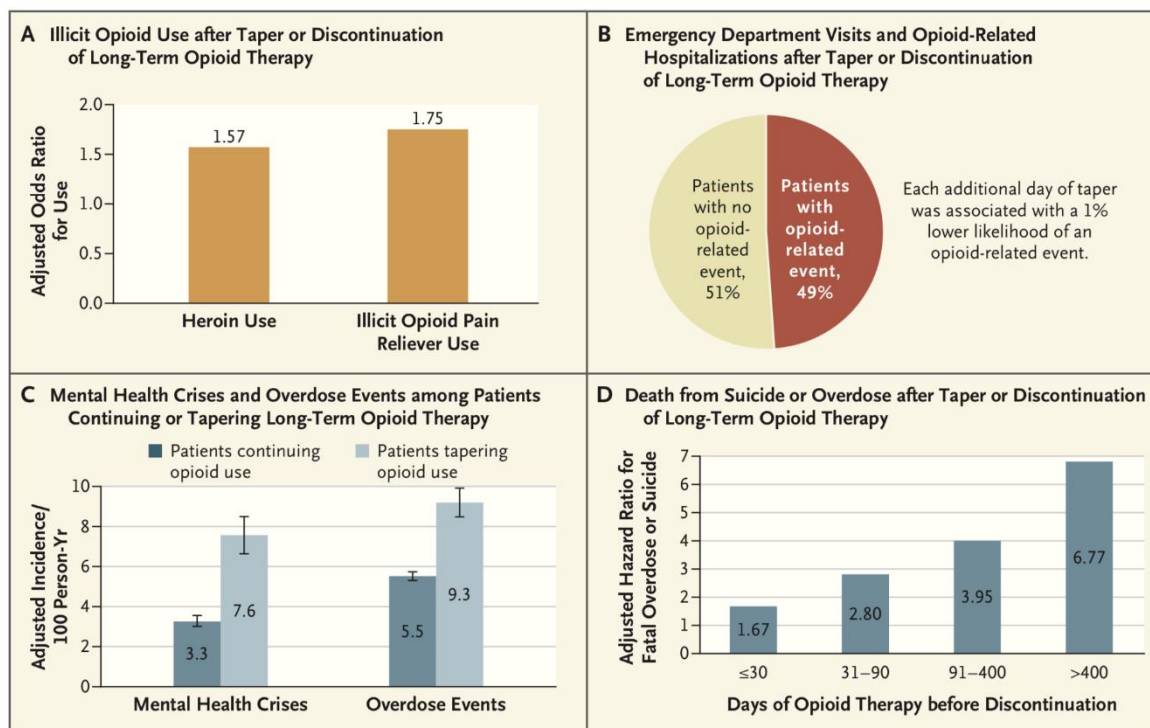 A Illicit Opioid Use after Taper or Discontinuation
of Long-Term Opioid Therapy
Adjusted Odds Ratio
for Use
2.0
1.5
1.0
0.5
0.0
1.57
1.75
Heroin Use
Illicit Opioid Pain
Reliever Use
B Emergency Department Visits and Opioid-Related
Hospitalizations after Taper or Discontinuation
of Long-Term Opioid Therapy
Patients
with no
opioid-
related
event,
51%
Patients
with
opioid-
related
event,
49%
Each additional day of taper
was associated with a 1%
lower likelihood of an
opioid-related event.
C Mental Health Crises and Overdose Events among Patients
Continuing or Tapering Long-Term Opioid Therapy
Patients continuing
opioid use
Patients tapering
opioid use
Adjusted Incidence/
100 Person-Yr
10
8
6
4
2
0
3.3
7.6
5.5
9.3
Mental Health Crises
Overdose Events
D Death from Suicide or Overdose after Taper or Discontinuation
of Long-Term Opioid Therapy
Adjusted Hazard Ratio for
Fatal Overdose or Suicide
7
6
5
4
3
2
1
0
1.67
2.80
3.95
6.77
≤30
31–90
91–400
>400
Days of Opioid Therapy before Discontinuation